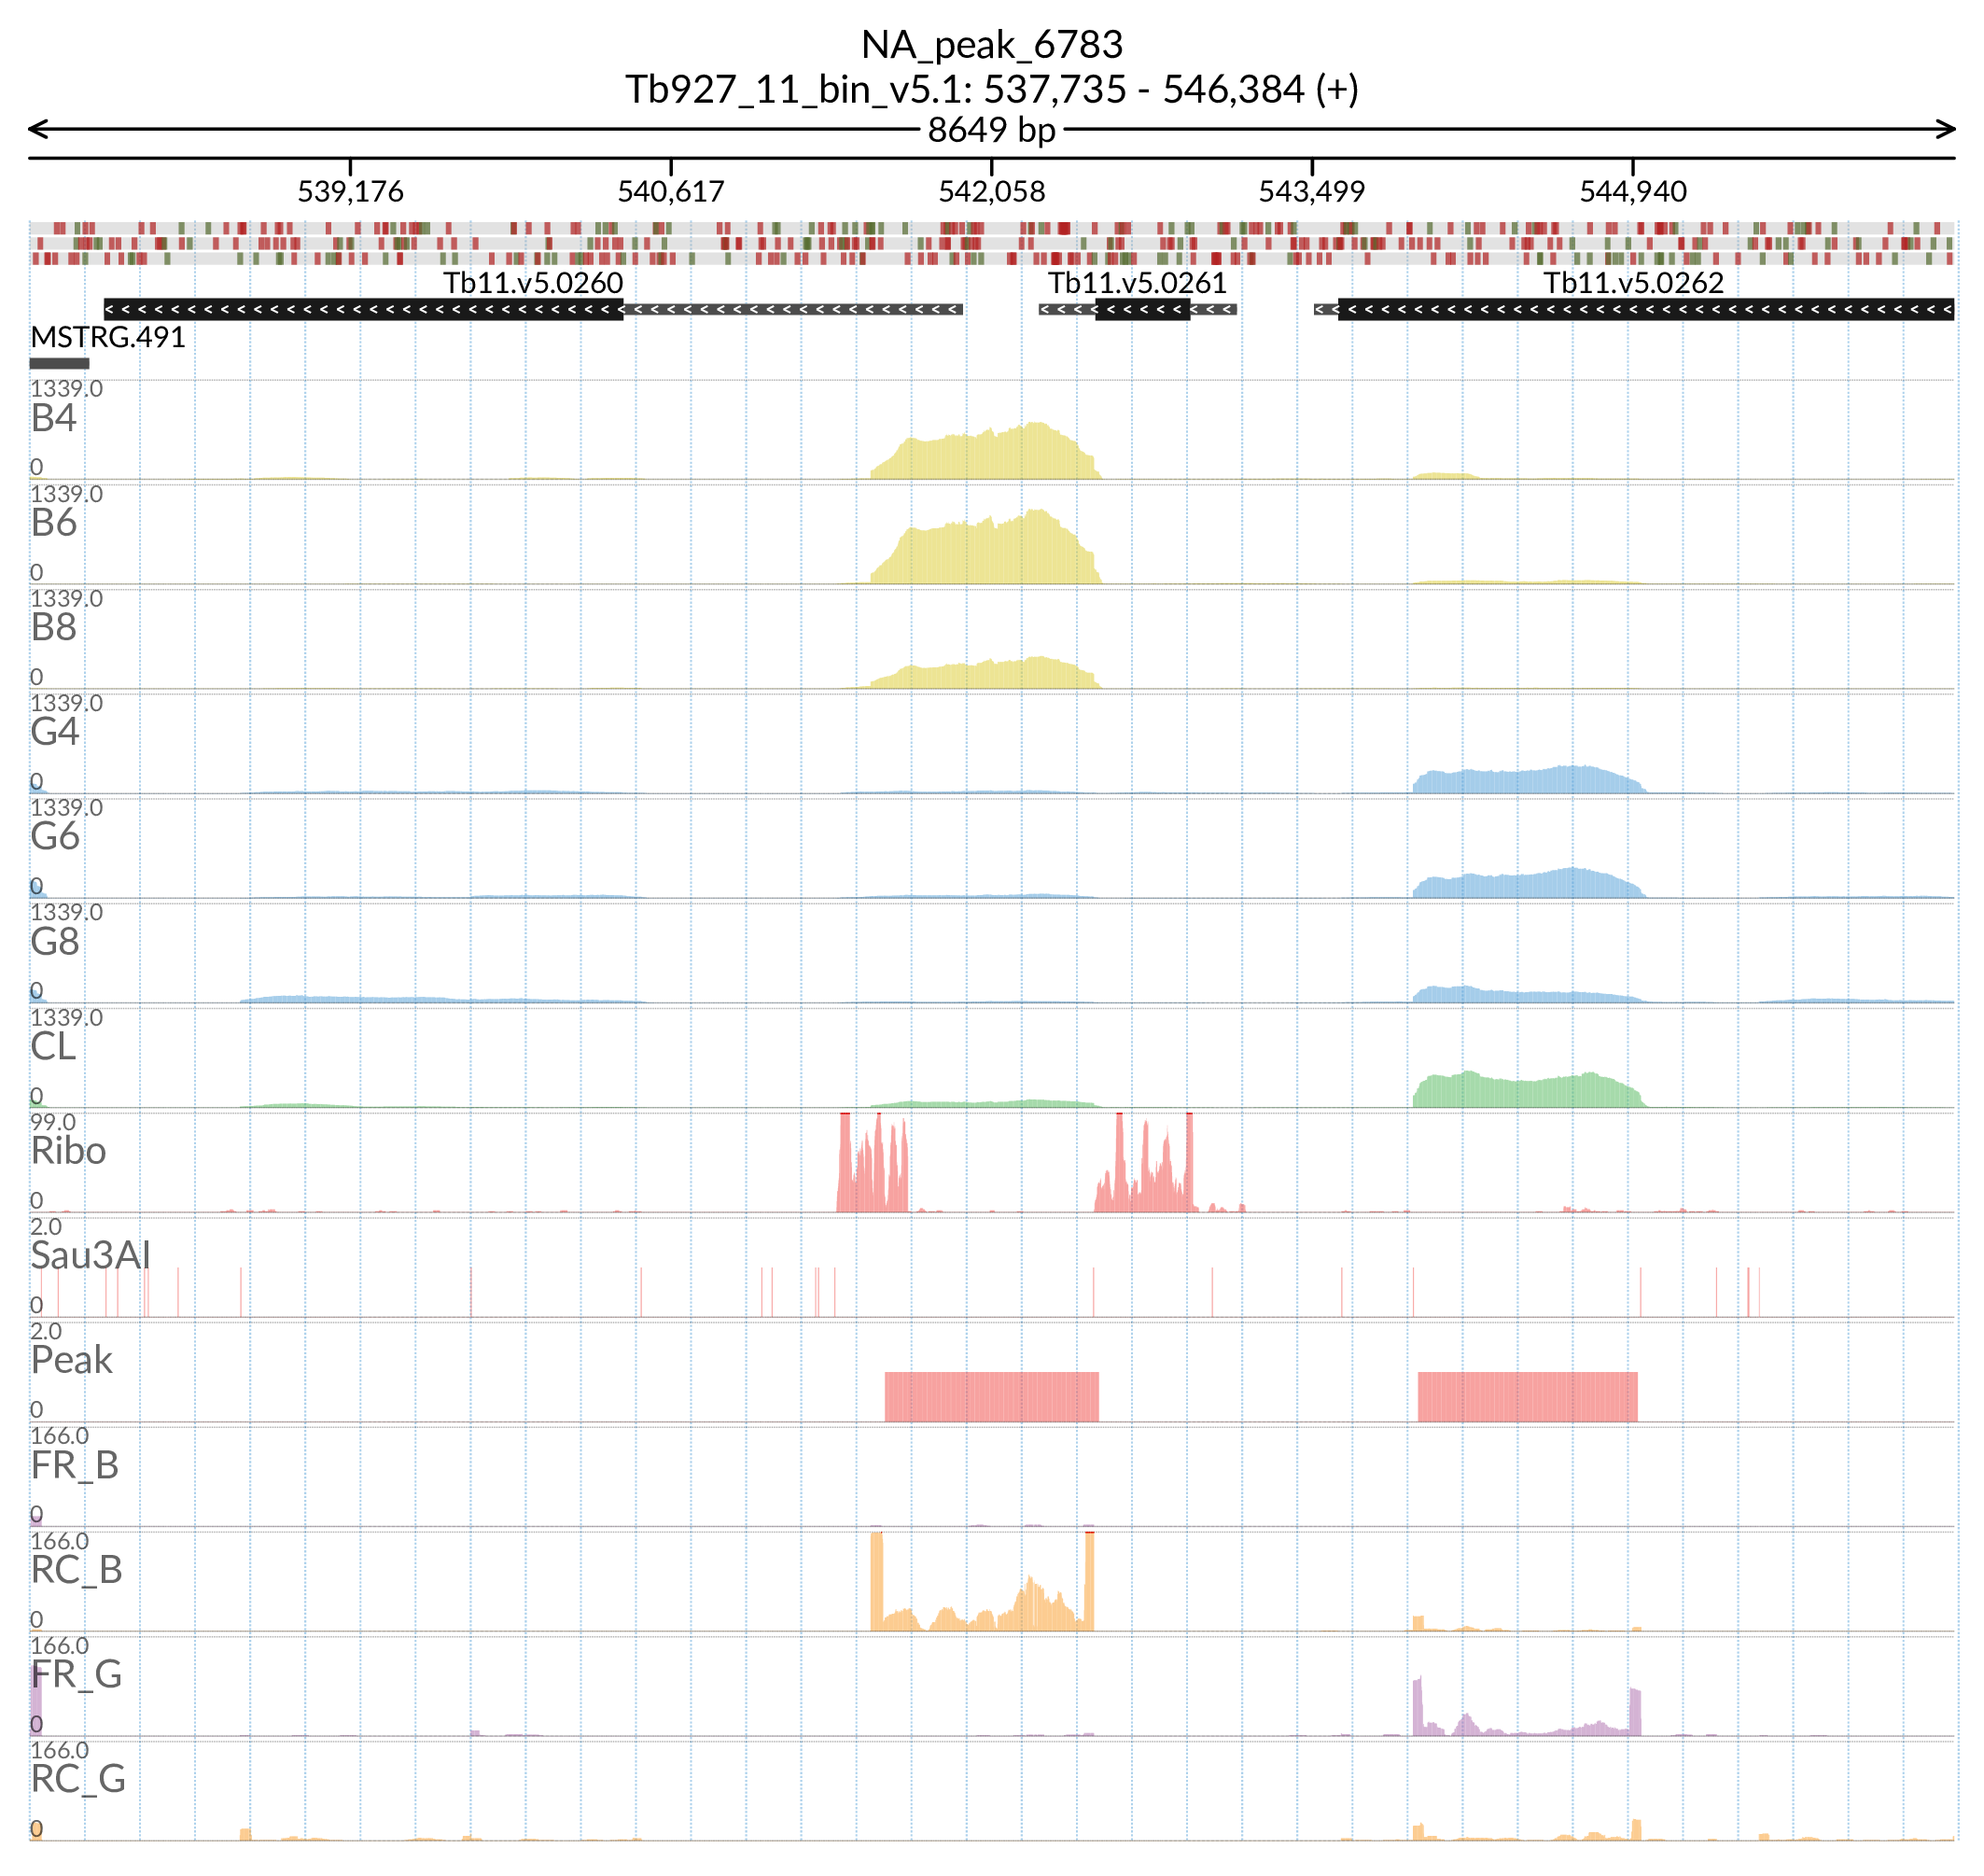 NA_peak_6783
Tb927_11_bin_v5.1: 537,735 - 546,384 (+)
8649 bp
539,176 540,617 542,058 543,499 544,940
Tb11.v5.0260 Tb11.v5.0261 Tb11.v5.0262
MSTRG.491
1339.0
B4
0
1339.0
B6
0
1339.0
B8
0
1339.0
G4
0
1339.0
G6
0
1339.0
G8
0
1339.0
CL
0
99.0
Ribo
0
2.0
Sau3AI
0
2.0
Peak
0
166.0
FR_B
0
166.0
RC_B
0
166.0
FR_G
0
166.0
RC_G
0